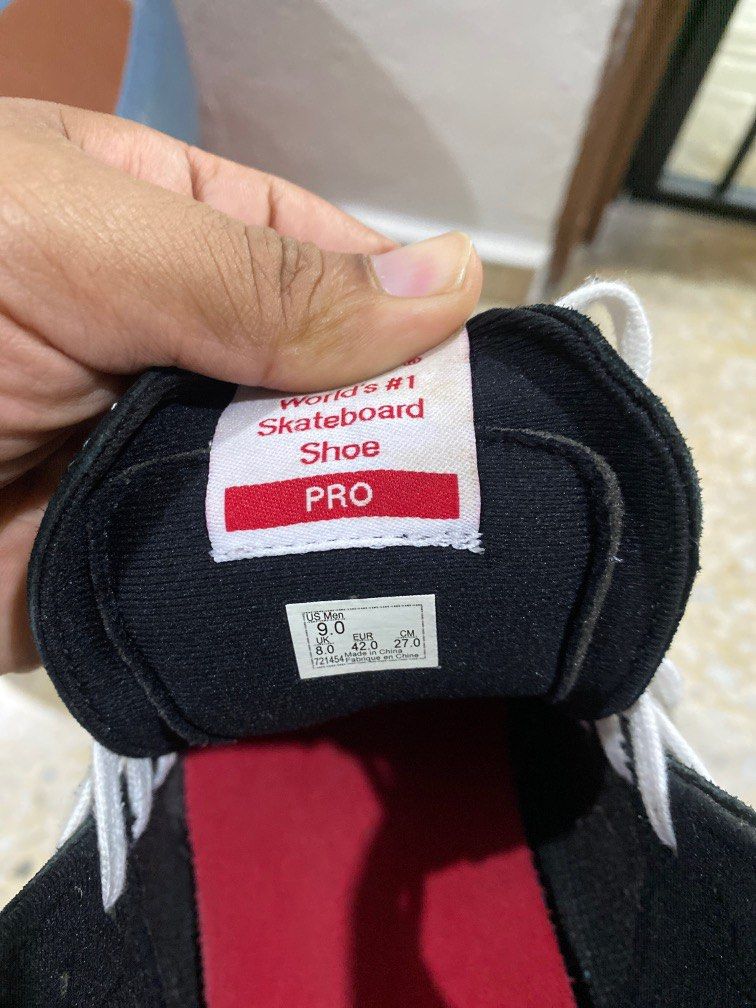 World's #1
Skateboard
Shoe
PRO
US Men
9.0
UK EUR CM
8.0 42.0 27.0
721454 Made in China
Fabriqué en Chine